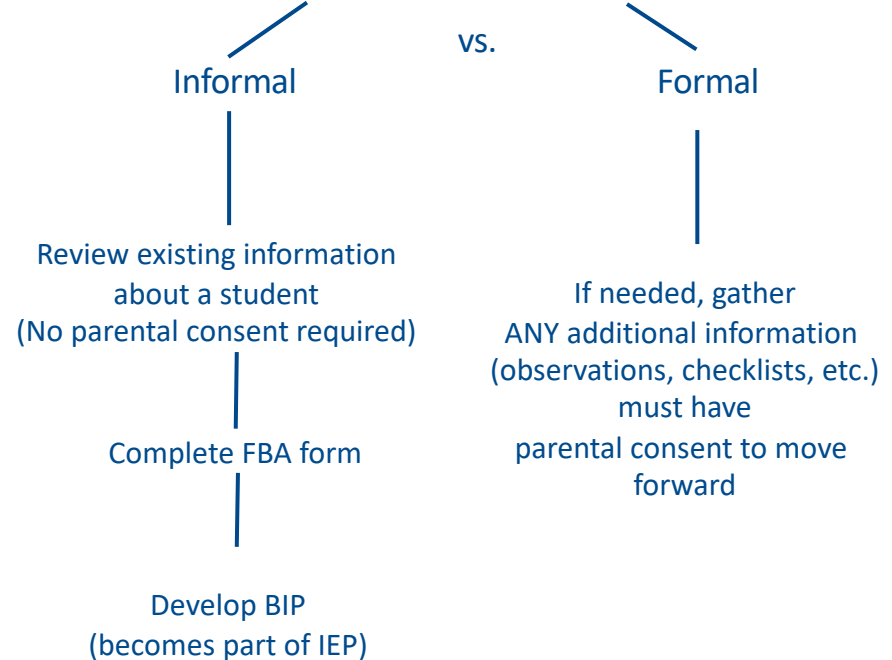 vs.
Informal
Formal
Review existing information
about a student
(No parental consent required)
Complete FBA form
Develop BIP
(becomes part of IEP)
If needed, gather
ANY additional information
(observations, checklists, etc.)
must have
parental consent to move
forward